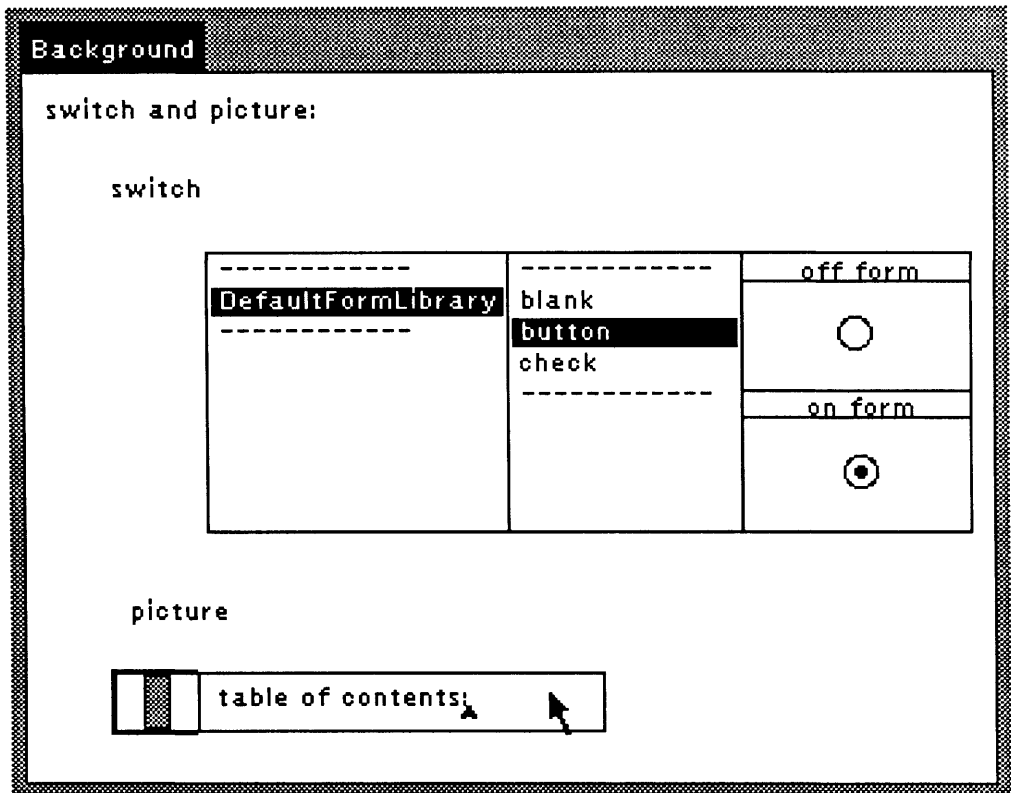 Background
switch and picture:
switch
------------
DefaultFormLibrary
------------
------------
blank
button
check
------------
off form
on form
picture
table of contents: